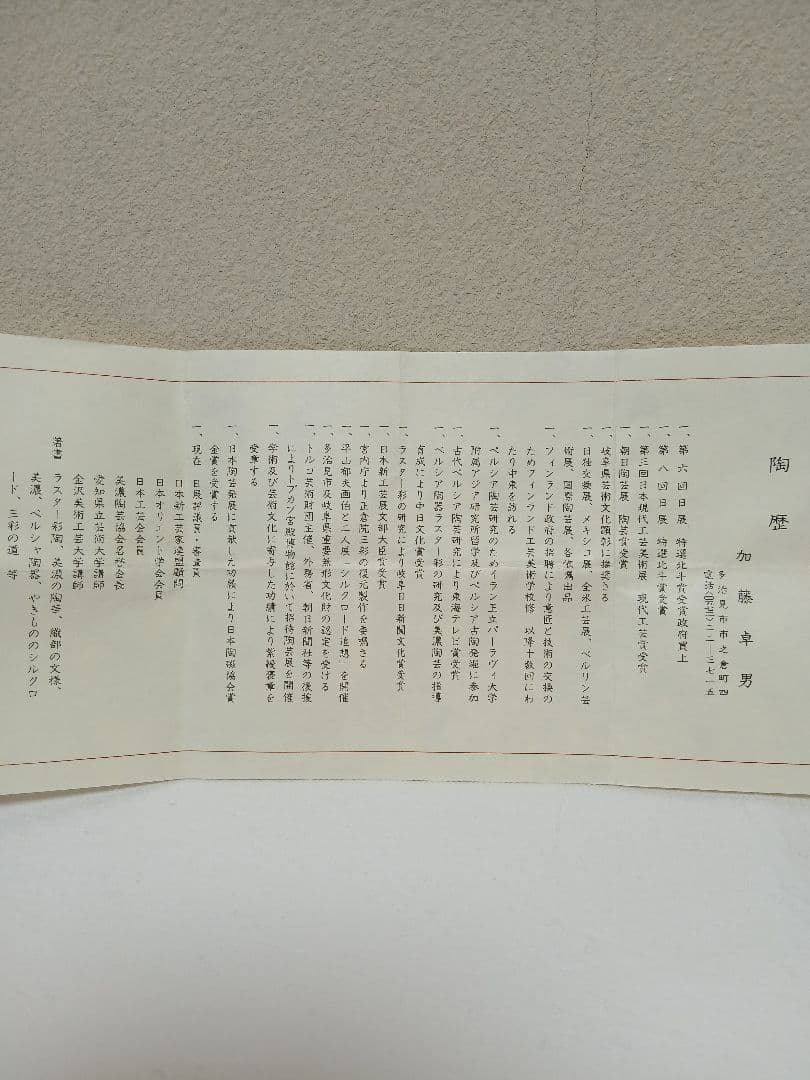 陶歴
加藤卓男
多治見市市之倉町四
電話(〇五七二)二二―三七一五
一、第六回日展、特選北斗賞受賞政府買上
一、第八回日展、特選北斗賞受賞
一、第三回日本現代工芸美術展、現代工芸賞受賞
一、朝日陶芸展、陶芸賞受賞
一、岐阜県芸術文化顕彰に推奨さる
一、日独交換展、メキシコ展、全米工芸展、ベルリン芸
術展、国際陶芸展、各依嘱出品
一、フィンランド政府の招聘により意匠と技術の交換の
ためフィンランド工芸美術学校修 以降十数回にわ
たり中東を訪れる
一、ペルシア陶芸研究のためイラン王立パーラヴィ大学
附属アジア研究所留学及びペルシア古陶発掘に参加
一、古代ペルシア陶芸研究により東海テレビ賞受賞
一、ペルシア陶器ラスター彩の研究及び美濃陶芸の指導
育成により中日文化賞受賞
一、ラスター彩の研究により岐阜日日新聞文化賞受賞
一、日本新工芸展文部大臣賞受賞
一、宮内庁より正倉院三彩の復元製作を委嘱さる
一、平山郁夫画伯と二人展「シルクロード追想」を開催
一、多治見市及岐阜県重要無形文化財の認定を受ける
一、トルコ芸術財団主催、外務省、朝日新聞社等の後援
によりトプカプ宮殿博物館に於いて招待陶芸展を開催
一、学術及び芸術文化に寄与した功績により紫綬褒章を
受章する
一、日本陶芸発展に貢献した功績により日本陶磁協会賞
金賞を受賞する
一、現在 日展評議員・審査員
日本新工芸家連盟顧問
日本オリエント学会会員
日本工芸会会員
美濃陶芸協会名誉会長
愛知県立芸術大学講師
金沢美術工芸大学講師
著書 ラスター彩陶、美濃の陶芸、織部の文様、
美濃、ペルシャ陶器、やきもののシルクロ
ード、三彩の道 等